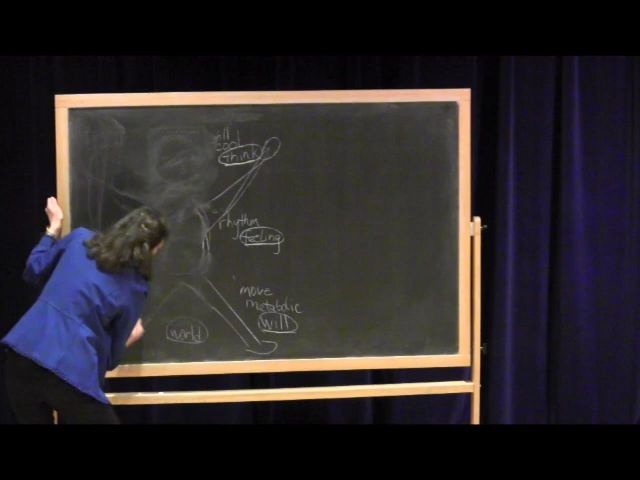 cool
think
rhythm
feeling
move
metabolic
will
world